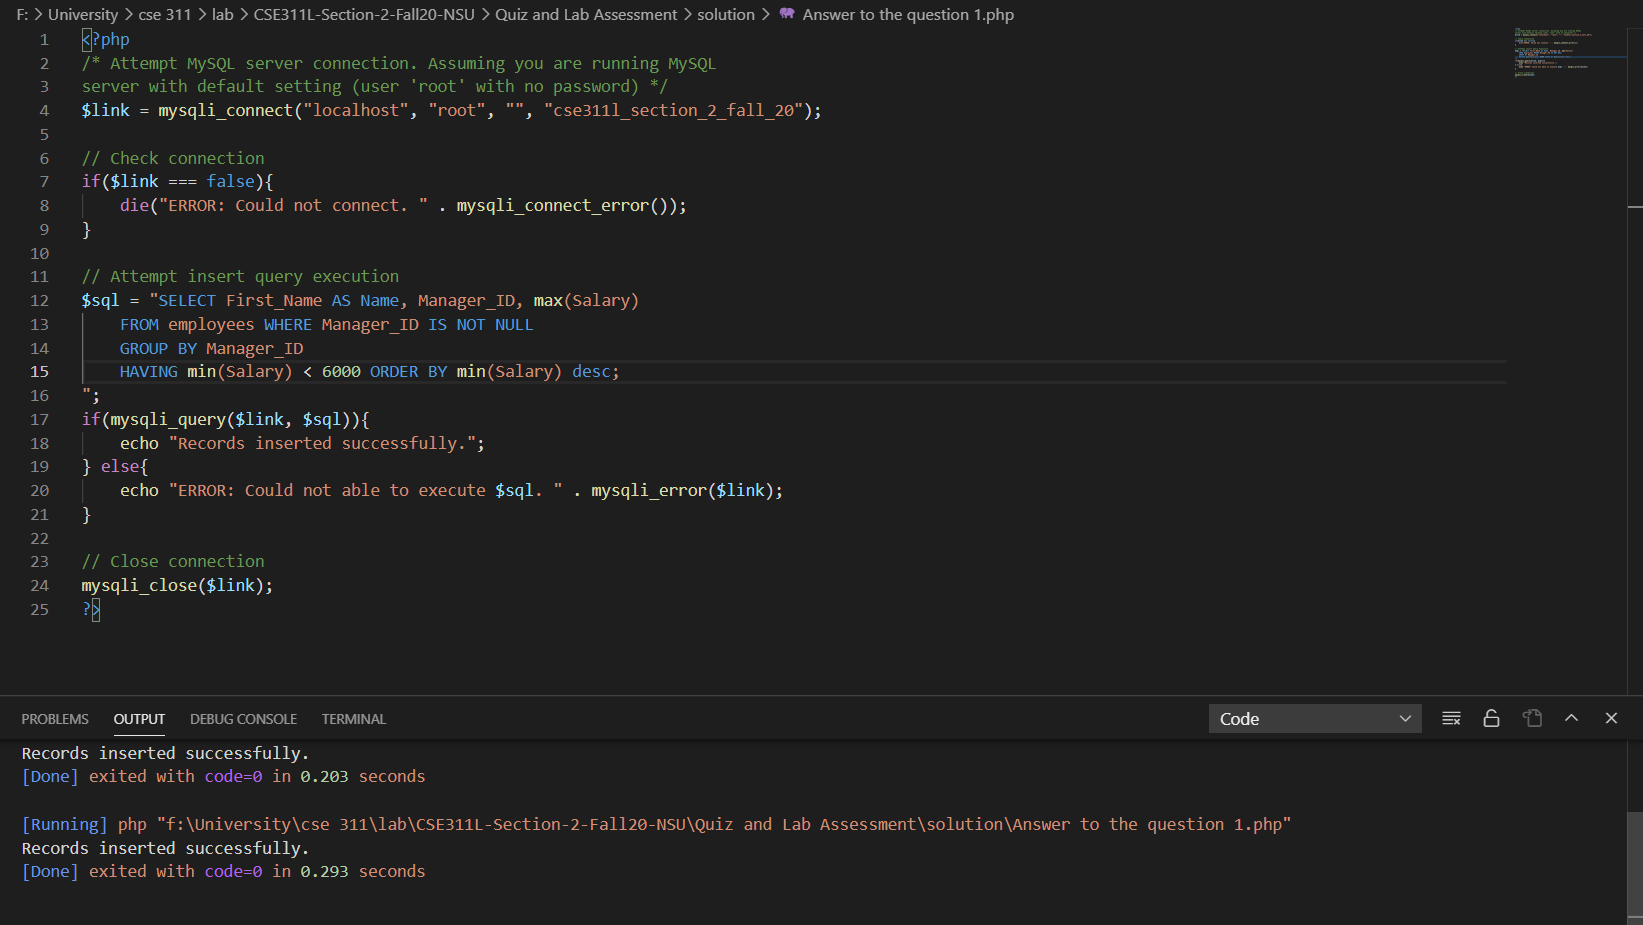 F: > University > cse 311 > lab > CSE311L-Section-2-Fall20-NSU > Quiz and Lab Assessment > solution > Answer to the question 1.php
1 <?php
2 /* Attempt MySQL server connection. Assuming you are running MySQL
3 server with default setting (user 'root' with no password) */
4 $link = mysqli_connect("localhost", "root", "", "cse311l_section_2_fall_20");
5
6 // Check connection
7 if($link === false){
8     die("ERROR: Could not connect. " . mysqli_connect_error());
9 }
10
11 // Attempt insert query execution
12 $sql = "SELECT First_Name AS Name, Manager_ID, max(Salary)
13     FROM employees WHERE Manager_ID IS NOT NULL
14     GROUP BY Manager_ID
15     HAVING min(Salary) < 6000 ORDER BY min(Salary) desc;
16 ";
17 if(mysqli_query($link, $sql)){
18     echo "Records inserted successfully.";
19 } else{
20     echo "ERROR: Could not able to execute $sql. " . mysqli_error($link);
21 }
22
23 // Close connection
24 mysqli_close($link);
25 ?>
PROBLEMS OUTPUT DEBUG CONSOLE TERMINAL Code
Records inserted successfully.
[Done] exited with code=0 in 0.203 seconds
[Running] php "f:\University\cse 311\lab\CSE311L-Section-2-Fall20-NSU\Quiz and Lab Assessment\solution\Answer to the question 1.php"
Records inserted successfully.
[Done] exited with code=0 in 0.293 seconds